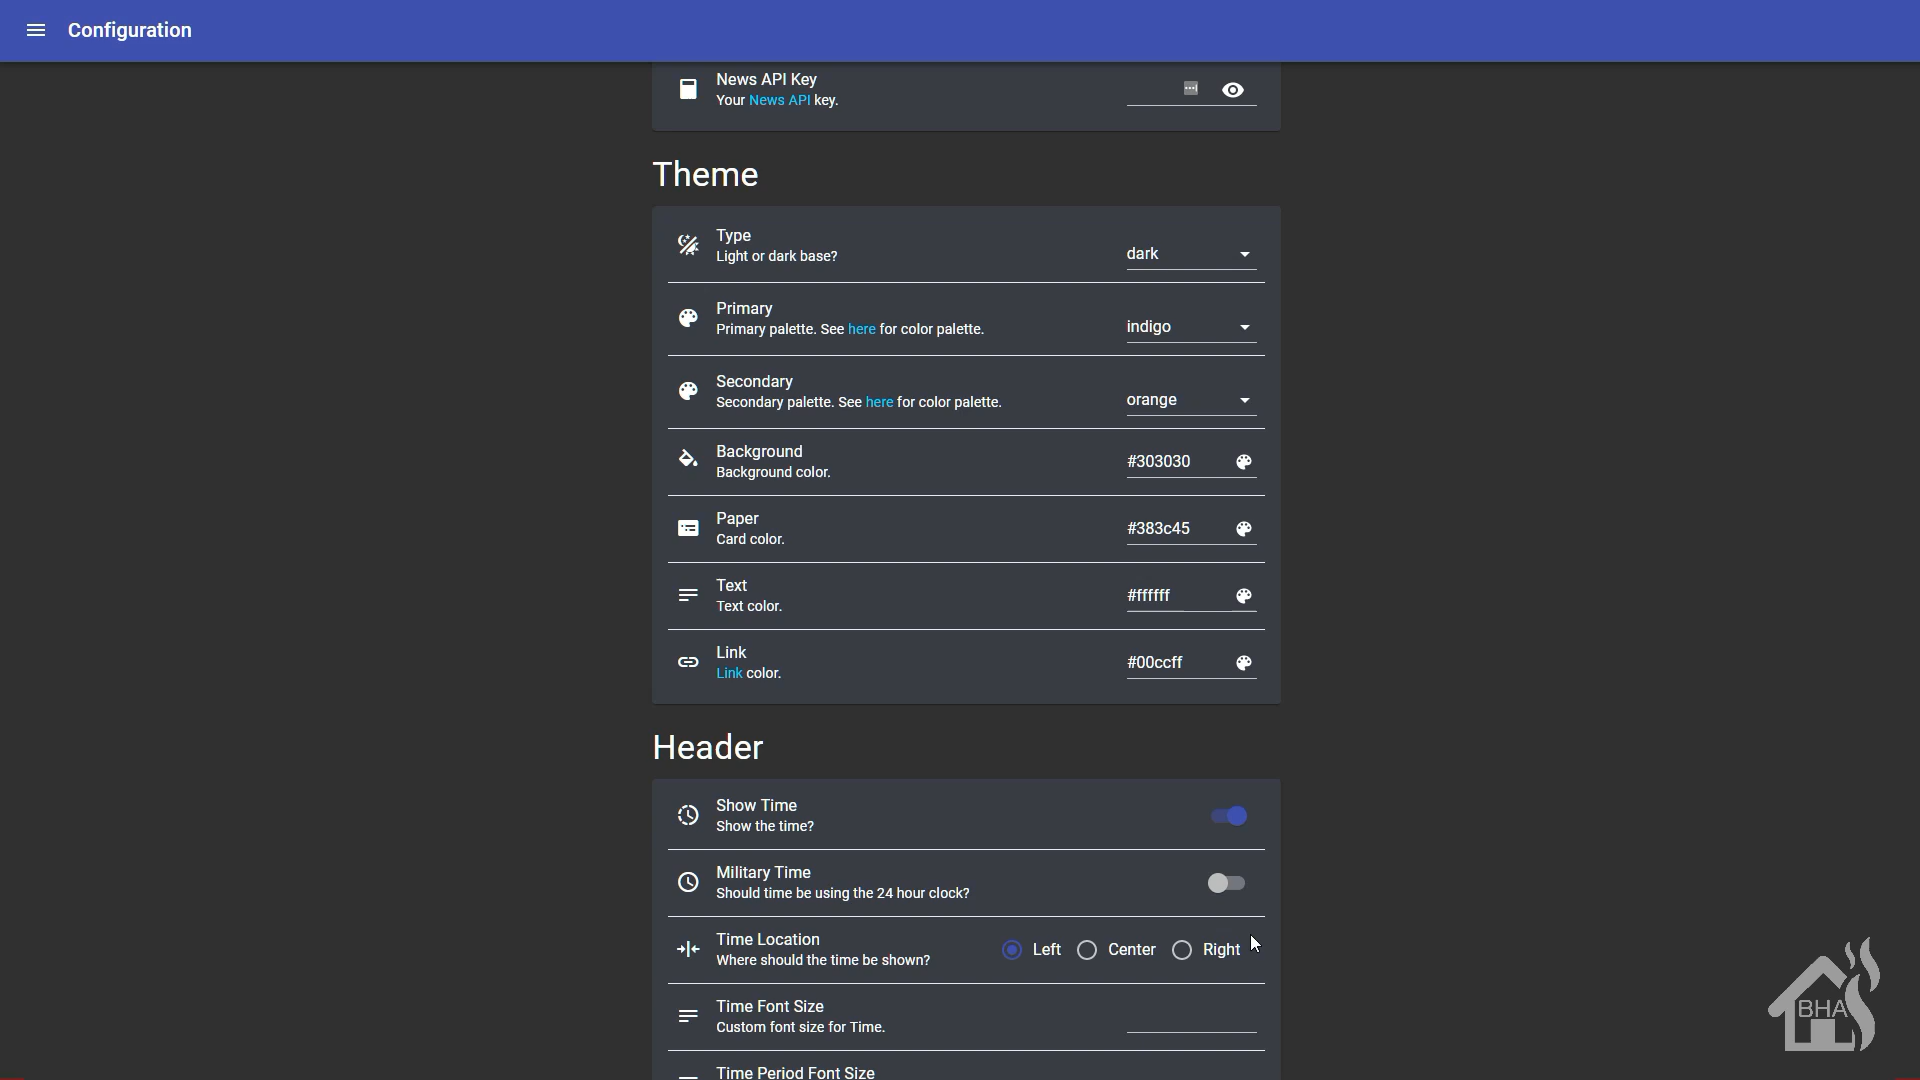 Configuration
News API Key
Your News API key.
Theme
Type
Light or dark base?
dark
Primary
Primary palette. See here for color palette.
indigo
Secondary
Secondary palette. See here for color palette.
orange
Background
Background color.
#303030
Paper
Card color.
#383c45
Text
Text color.
#ffffff
Link
Link color.
#00ccff
Header
Show Time
Show the time?
Military Time
Should time be using the 24 hour clock?
Time Location
Where should the time be shown?
Left Center Right
Time Font Size
Custom font size for Time.
Time Period Font Size
BHA